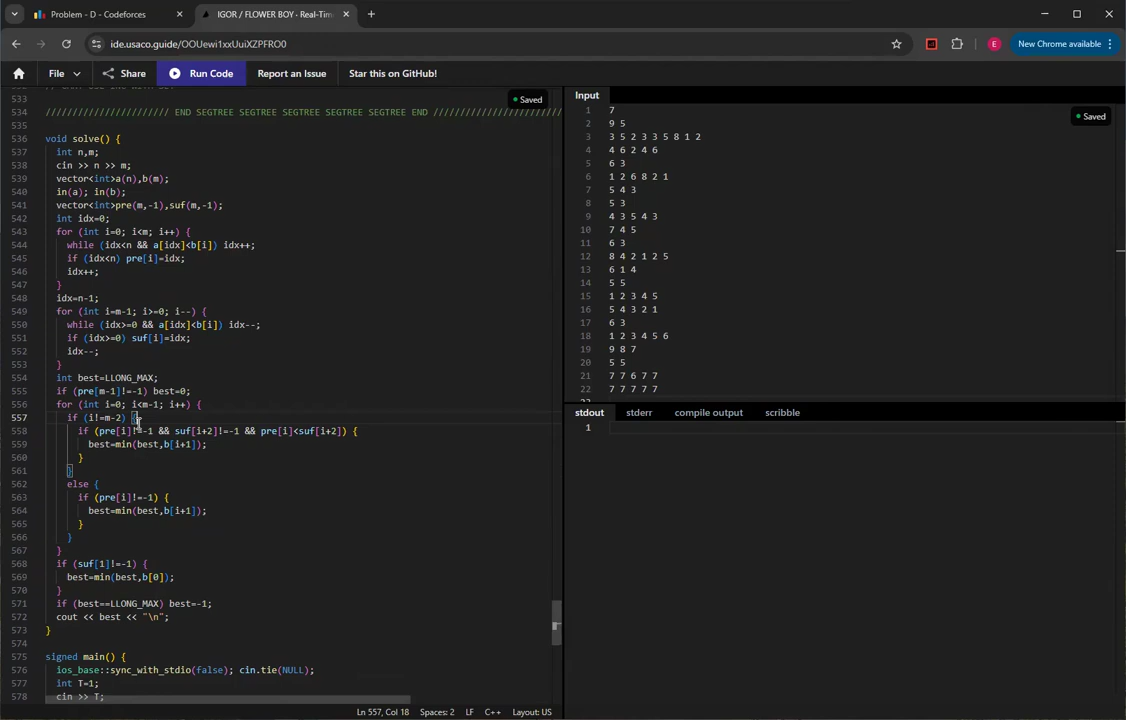 Problem - D - Codeforces
IGOR / FLOWER BOY · Real-Tim
ide.usaco.guide/OOUewi1xxUuiXZPFRO0
New Chrome available
File
Share
Run Code
Report an Issue
Star this on GitHub!
533
534 /////////////////////// END SEGTREE SEGTREE SEGTREE SEGTREE SEGTREE END /////////////////////////
535
536 void solve() {
537 int n,m;
538 cin >> n >> m;
539 vector<int>a(n),b(m);
540 in(a); in(b);
541 vector<int>pre(m,-1),suf(m,-1);
542 int idx=0;
543 for (int i=0; i<m; i++) {
544 while (idx<n && a[idx]<b[i]) idx++;
545 if (idx<n) pre[i]=idx;
546 idx++;
547 }
548 idx=n-1;
549 for (int i=m-1; i>=0; i--) {
550 while (idx>=0 && a[idx]<b[i]) idx--;
551 if (idx>=0) suf[i]=idx;
552 idx--;
553 }
554 int best=LLONG_MAX;
555 if (pre[m-1]!=-1) best=0;
556 for (int i=0; i<m-1; i++) {
557 if (i!=m-2) {
558 if (pre[i]!=-1 && suf[i+2]!=-1 && pre[i]<suf[i+2]) {
559 best=min(best,b[i+1]);
560 }
561 }
562 else {
563 if (pre[i]!=-1) {
564 best=min(best,b[i+1]);
565 }
566 }
567 }
568 if (suf[1]!=-1) {
569 best=min(best,b[0]);
570 }
571 if (best==LLONG_MAX) best=-1;
572 cout << best << "\n";
573 }
574
575 signed main() {
576 ios_base::sync_with_stdio(false); cin.tie(NULL);
577 int T=1;
578 cin >> T;
Saved
Ln 557, Col 18 Spaces: 2 LF C++ Layout: US
Input
Saved
1 7
2 9 5
3 3 5 2 3 3 5 8 1 2
4 4 6 2 4 6
5 6 3
6 1 2 6 8 2 1
7 5 4 3
8 5 3
9 4 3 5 4 3
10 7 4 5
11 6 3
12 8 4 2 1 2 5
13 6 1 4
14 5 5
15 1 2 3 4 5
16 5 4 3 2 1
17 6 3
18 1 2 3 4 5 6
19 9 8 7
20 5 5
21 7 7 6 7 7
22 7 7 7 7 7
stdout stderr compile output scribble
1